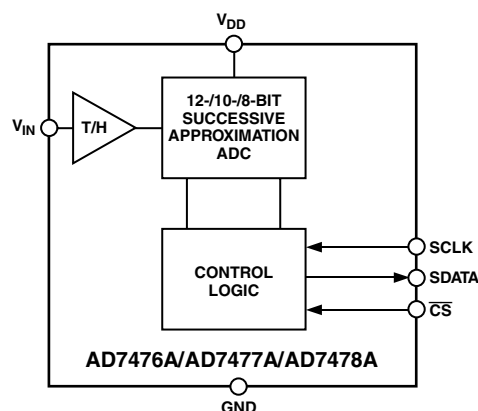 VDD
VIN
T/H
12-/10-/8-BIT
SUCCESSIVE
APPROXIMATION
ADC
CONTROL
LOGIC
SCLK
SDATA
CS
AD7476A/AD7477A/AD7478A
GND